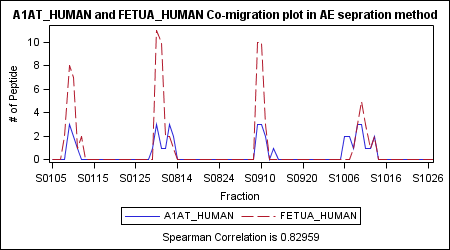 A1AT_HUMAN and FETUA_HUMAN Co-migration plot in AE sepration method
# of Peptide
10
8
6
4
2
0
S0105 S0115 S0125 S0814 S0824 S0910 S0920 S1006 S1016 S1026
Fraction
A1AT_HUMAN FETUA_HUMAN
Spearman Correlation is 0.82959